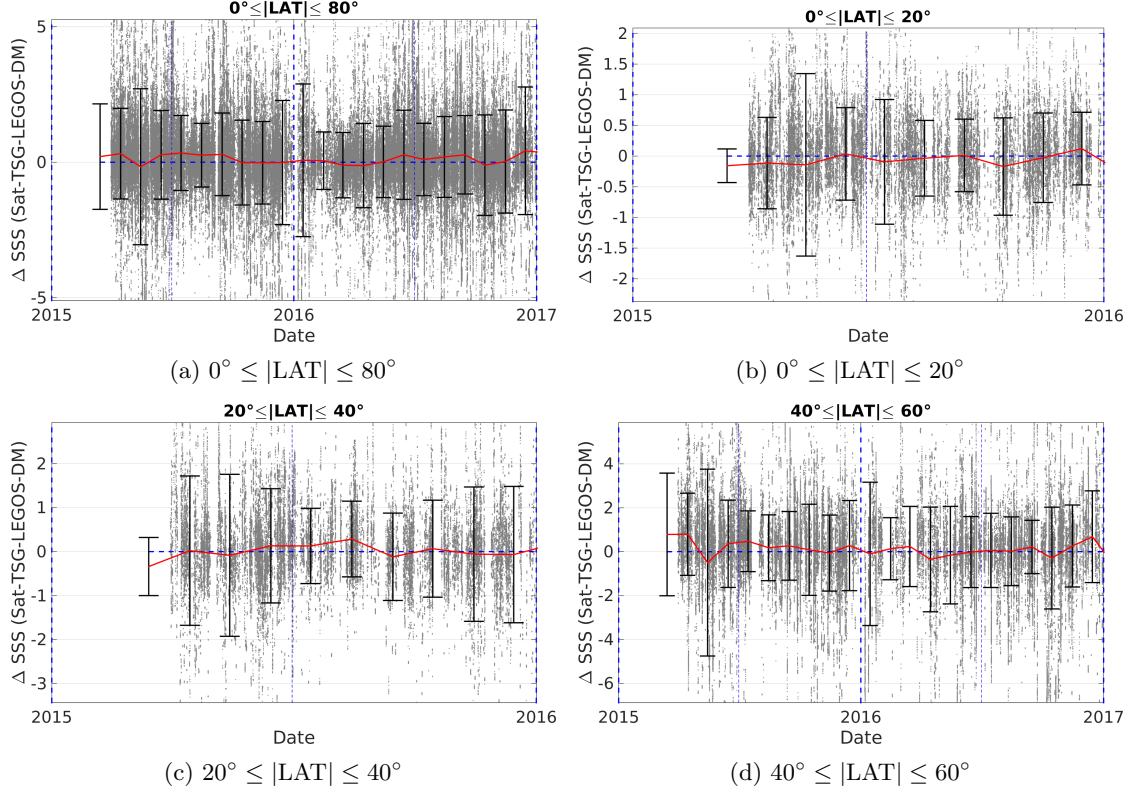 0°≤|LAT|≤ 80°
Δ SSS (Sat-TSG-LEGOS-DM)
5
0
-5
2015 2016 2017
Date
(a) 0° ≤ |LAT| ≤ 80°
0°≤|LAT|≤ 20°
Δ SSS (Sat-TSG-LEGOS-DM)
2
1.5
1
0.5
0
-0.5
-1
-1.5
-2
2015 2016
Date
(b) 0° ≤ |LAT| ≤ 20°
20°≤|LAT|≤ 40°
Δ SSS (Sat-TSG-LEGOS-DM)
2
1
0
-1
-2
-3
2015 2016
Date
(c) 20° ≤ |LAT| ≤ 40°
40°≤|LAT|≤ 60°
Δ SSS (Sat-TSG-LEGOS-DM)
4
2
0
-2
-4
-6
2015 2016 2017
Date
(d) 40° ≤ |LAT| ≤ 60°